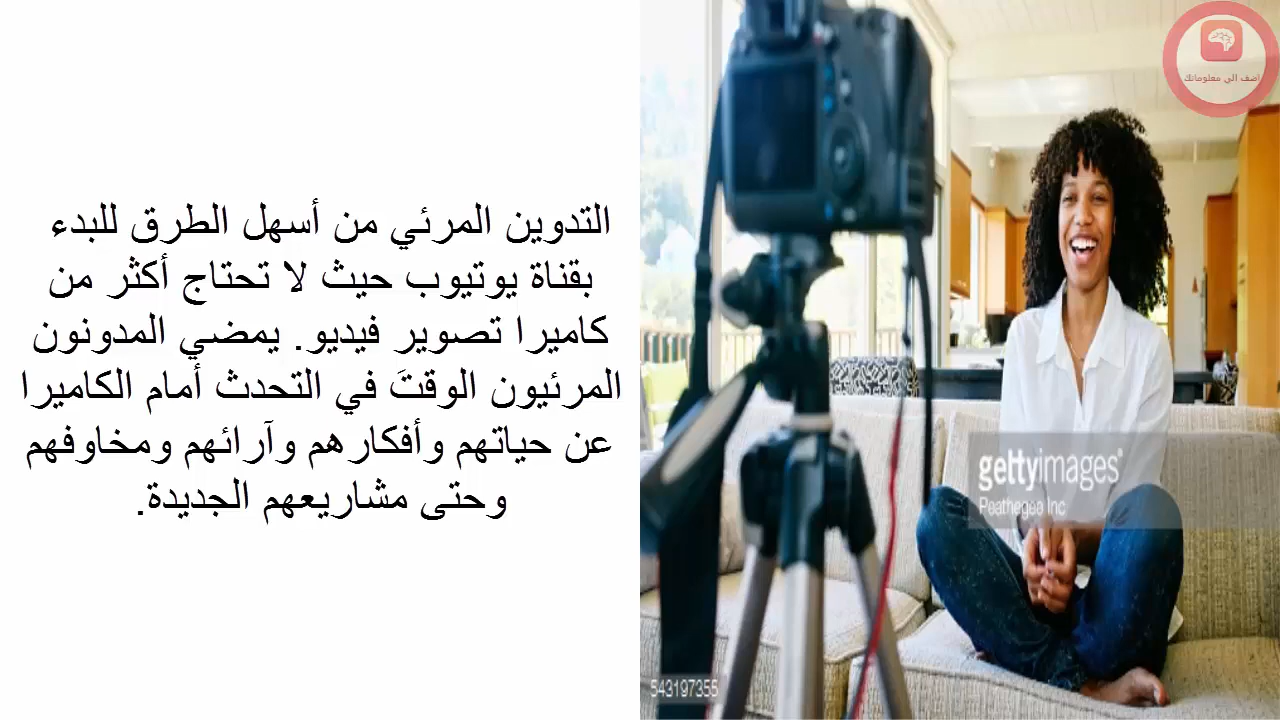 التدوين المرئي من أسهل الطرق للبدء
بقناة يوتيوب حيث لا تحتاج أكثر من
كاميرا تصوير فيديو. يمضي المدونون
المرئيون الوقتَ في التحدث أمام الكاميرا
عن حياتهم وأفكارهم وآرائهم ومخاوفهم
وحتى مشاريعهم الجديدة.
اضف الي معلوماتك
gettyimages®
Peathegee Inc
543197355